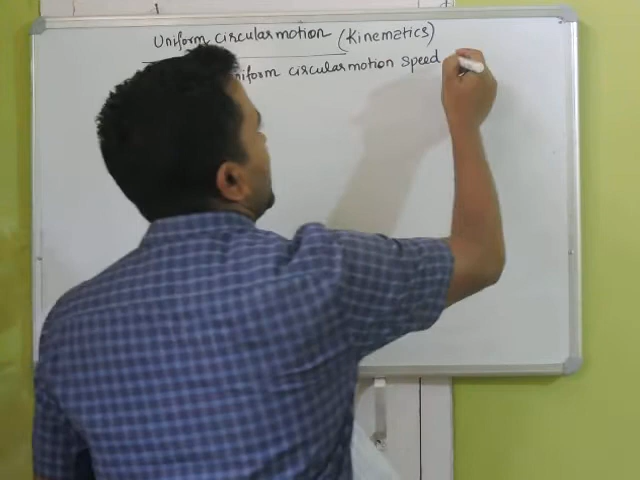 Uniform circular motion (Kinematics)
niform circular motion speed